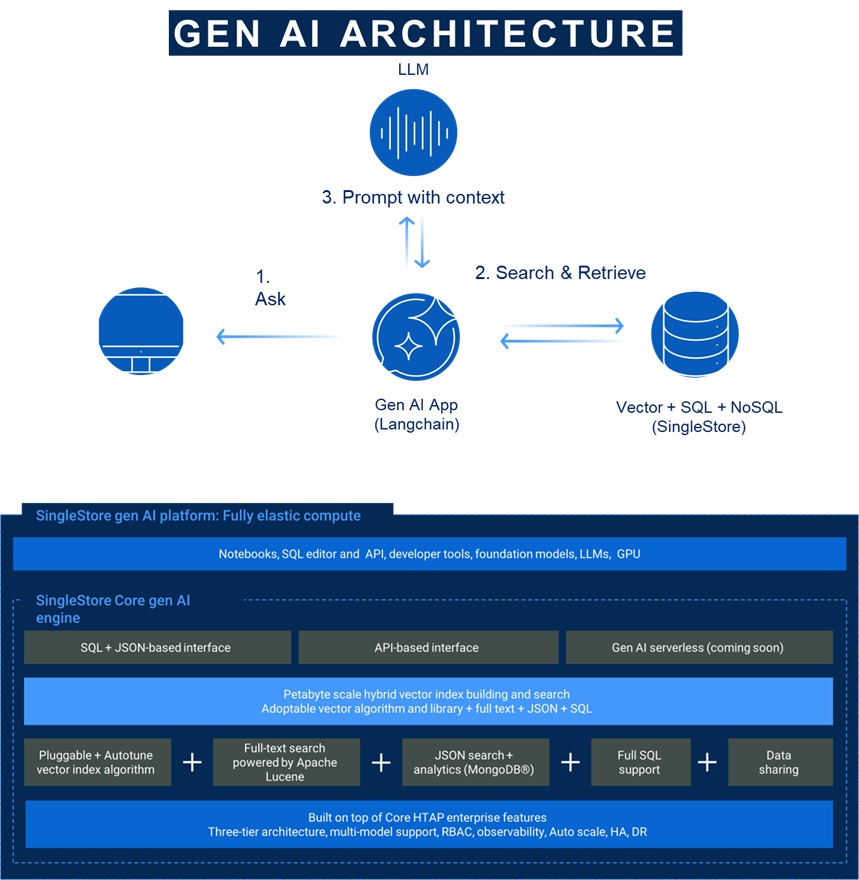 GEN AI ARCHITECTURE
LLM
3. Prompt with context
1.
Ask
2. Search & Retrieve
Gen AI App
(Langchain)
Vector + SQL + NoSQL
(SingleStore)
SingleStore gen AI platform: Fully elastic compute
Notebooks, SQL editor and API, developer tools, foundation models, LLMs, GPU
SingleStore Core gen AI
engine
SQL + JSON-based interface
API-based interface
Gen AI serverless (coming soon)
Petabyte scale hybrid vector index building and search
Adoptable vector algorithm and library + full text + JSON + SQL
Pluggable + Autotune
vector index algorithm
+
Full-text search
powered by Apache
Lucene
+
JSON search +
analytics (MongoDB®)
+
Full SQL
support
+
Data
sharing
Built on top of Core HTAP enterprise features
Three-tier architecture, multi-model support, RBAC, observability, Auto scale, HA, DR